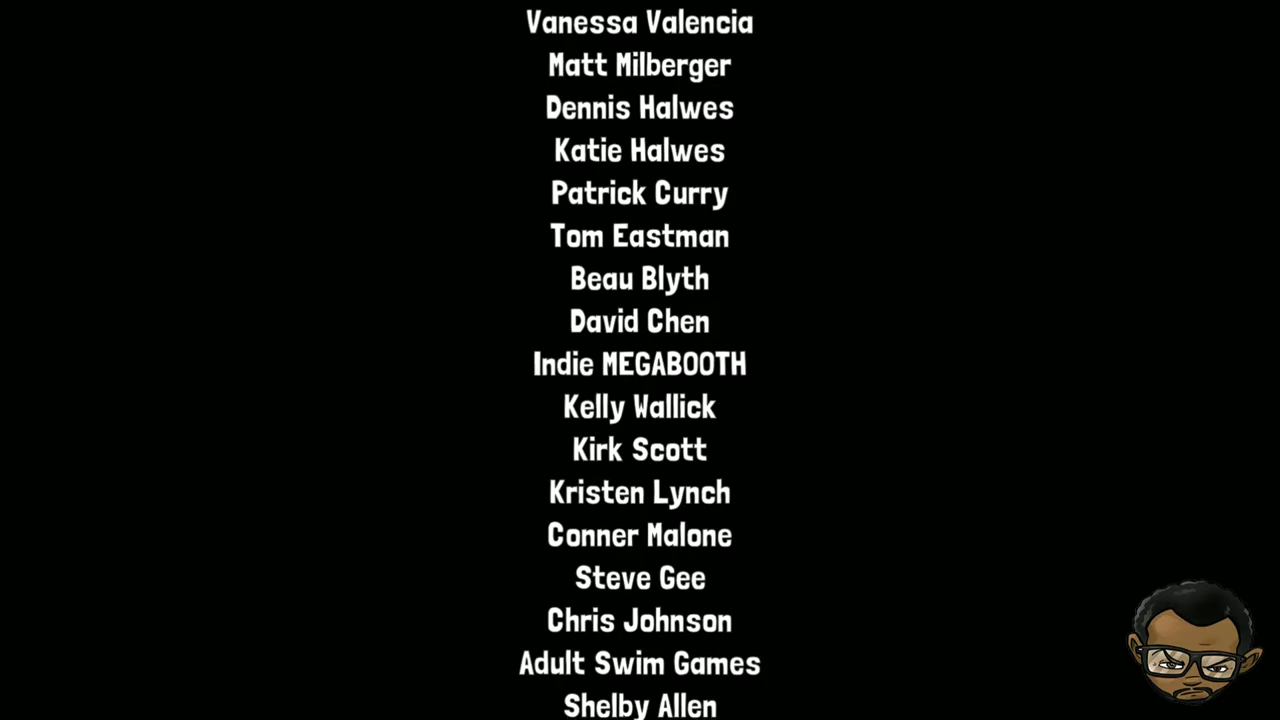 Vanessa Valencia
Matt Milberger
Dennis Halwes
Katie Halwes
Patrick Curry
Tom Eastman
Beau Blyth
David Chen
Indie MEGABOOTH
Kelly Wallick
Kirk Scott
Kristen Lynch
Conner Malone
Steve Gee
Chris Johnson
Adult Swim Games
Shelby Allen